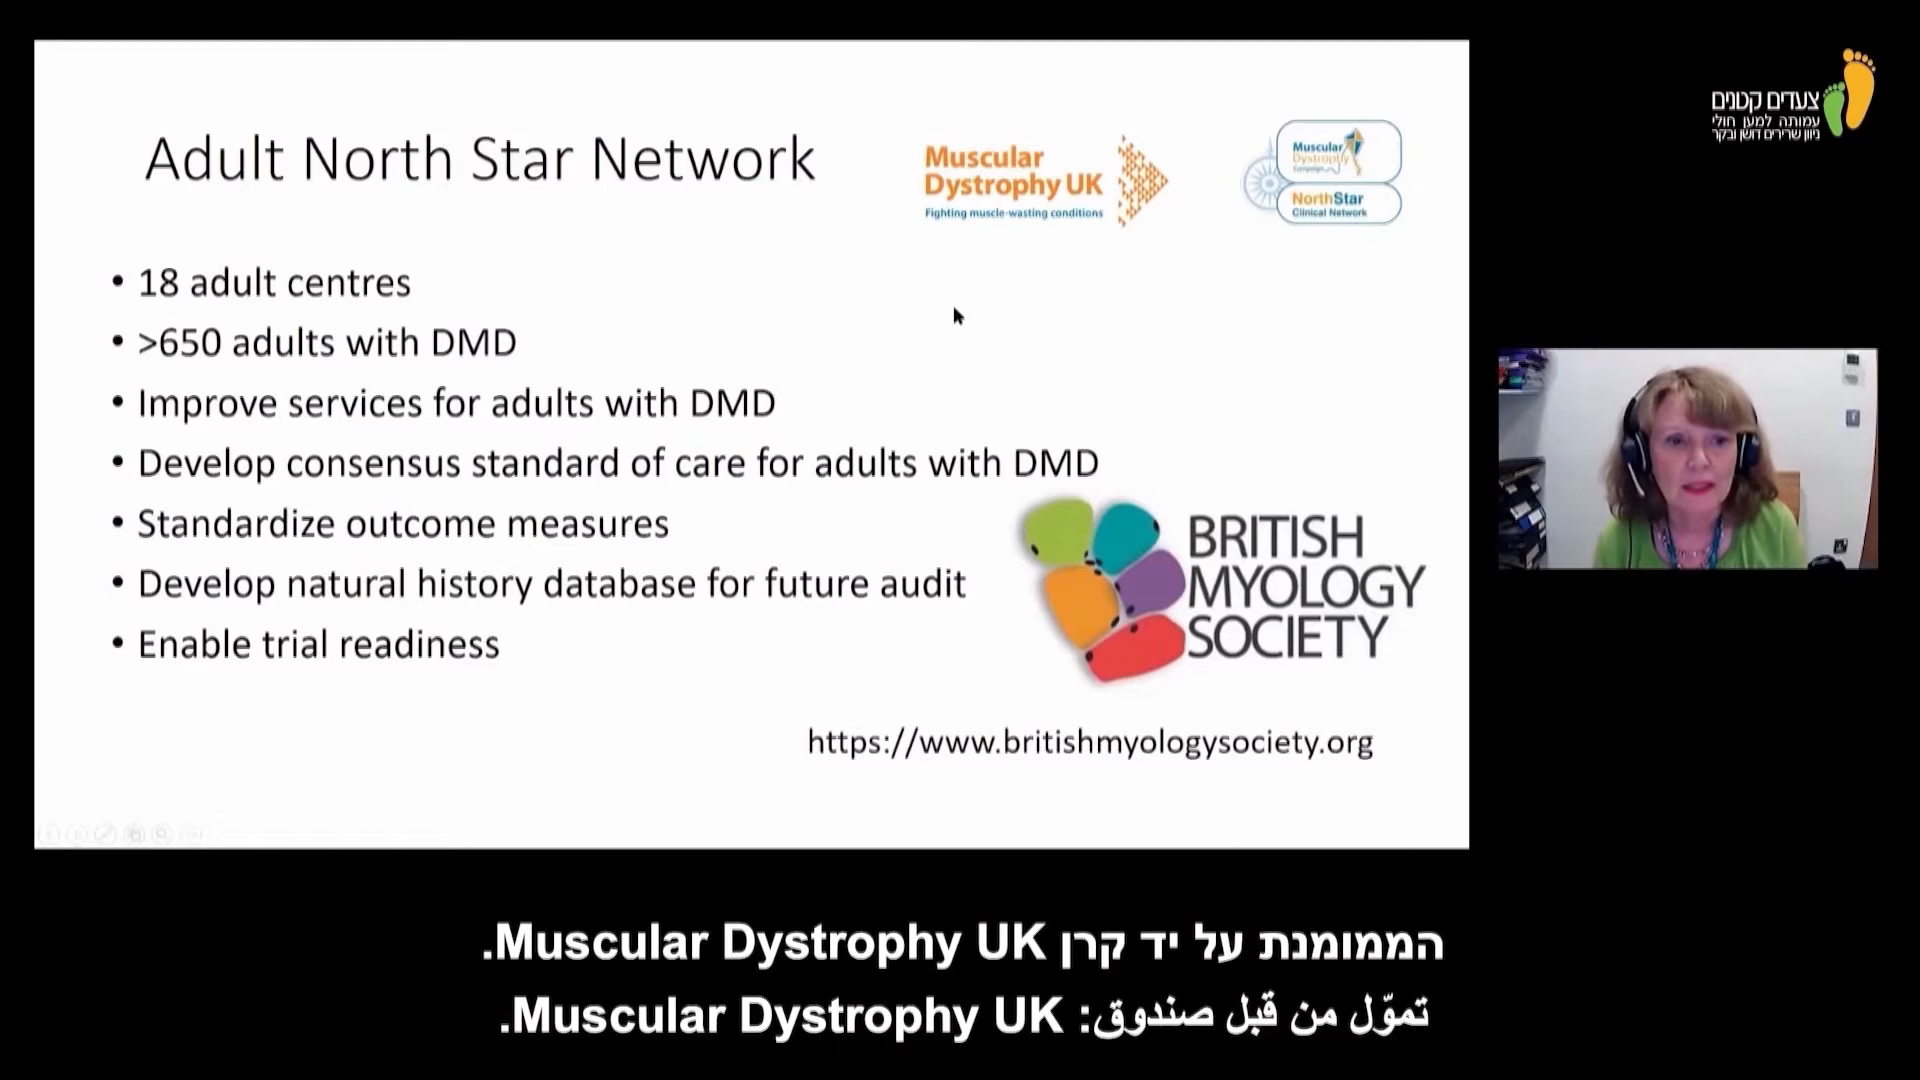 Adult North Star Network
Muscular
Dystrophy UK
Fighting muscle-wasting conditions
Muscular
Dystrophy
Campaign
NorthStar
Clinical Network
צעדים קטנים
עמותה למען חולי
ניוון שרירים דושן ובקר
• 18 adult centres
• >650 adults with DMD
• Improve services for adults with DMD
• Develop consensus standard of care for adults with DMD
• Standardize outcome measures
• Develop natural history database for future audit
• Enable trial readiness
BRITISH
MYOLOGY
SOCIETY
https://www.britishmyologysociety.org
הממומנת על יד קרן Muscular Dystrophy UK.
تموّل من قبل صندوق: Muscular Dystrophy UK.